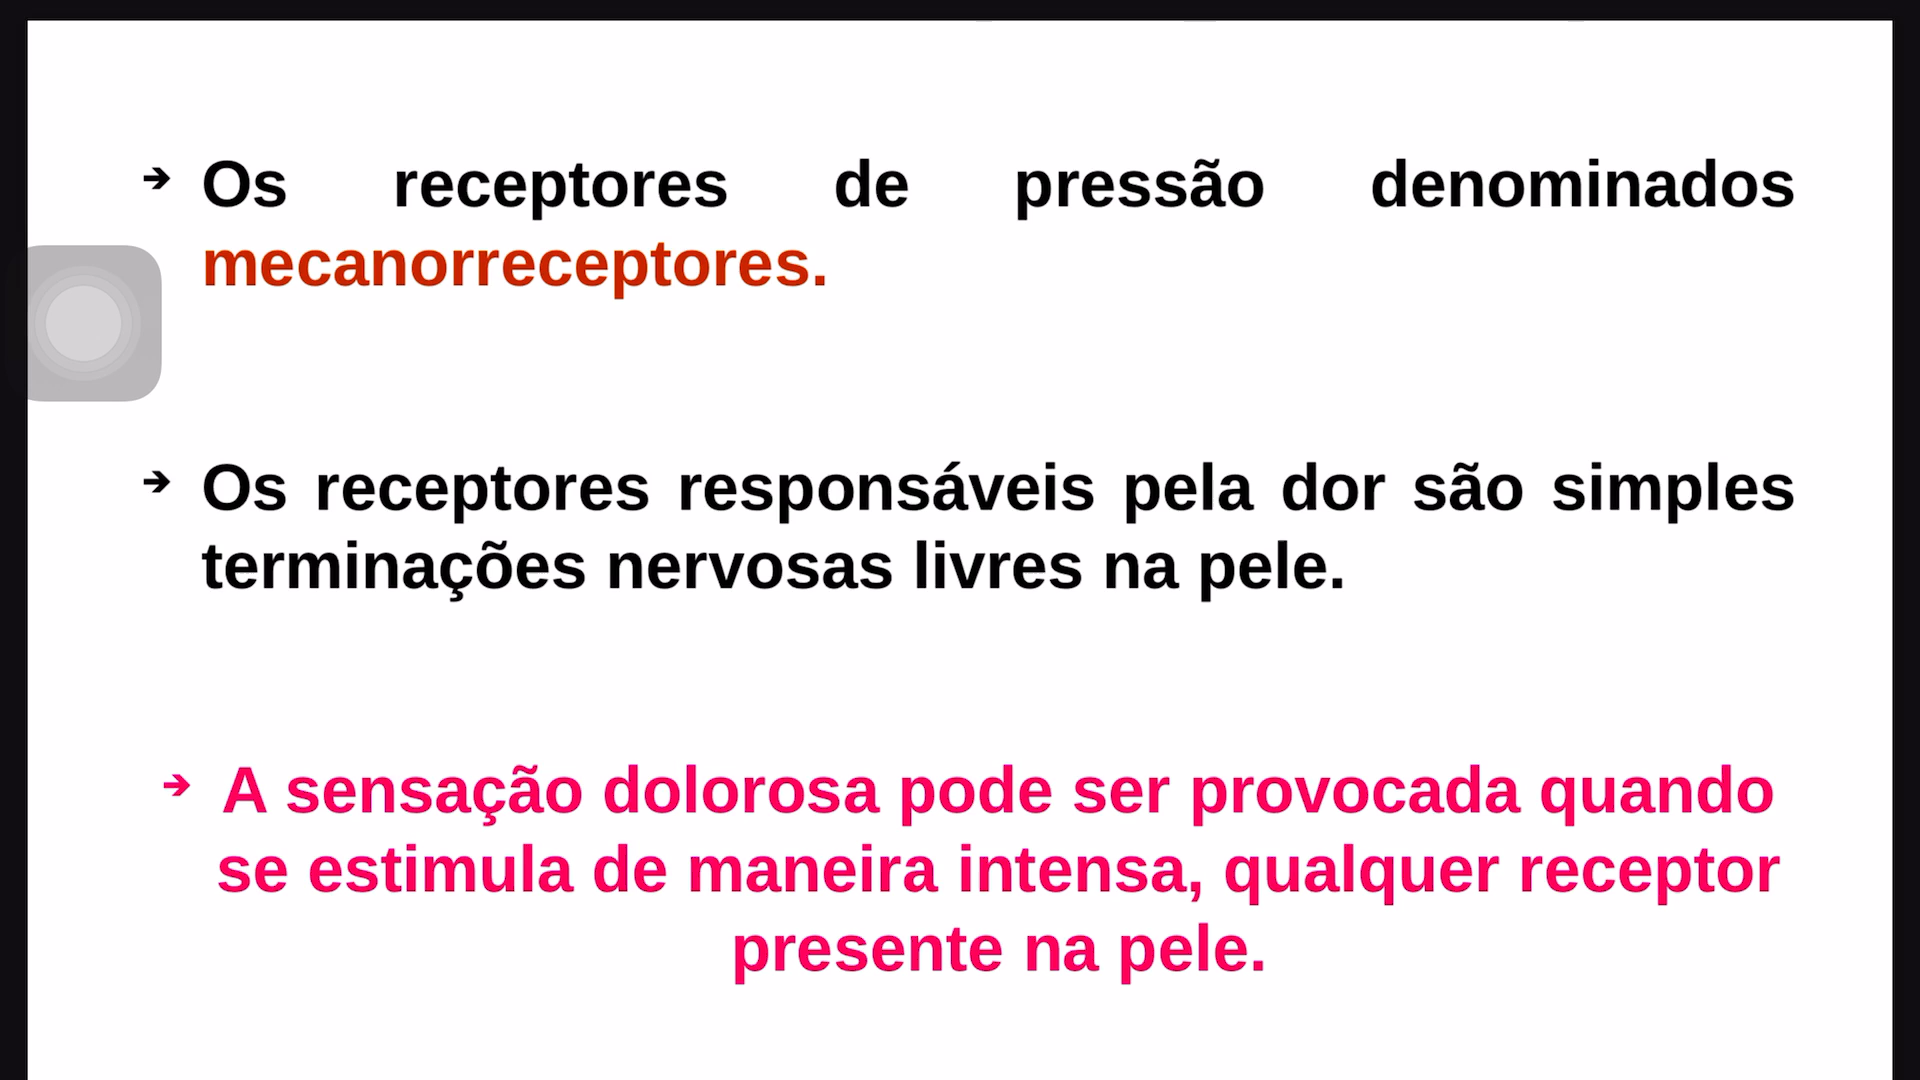 ➔ Os receptores de pressão denominados
mecanorreceptores.
➔ Os receptores responsáveis pela dor são simples
terminações nervosas livres na pele.
➔ A sensação dolorosa pode ser provocada quando
se estimula de maneira intensa, qualquer receptor
presente na pele.